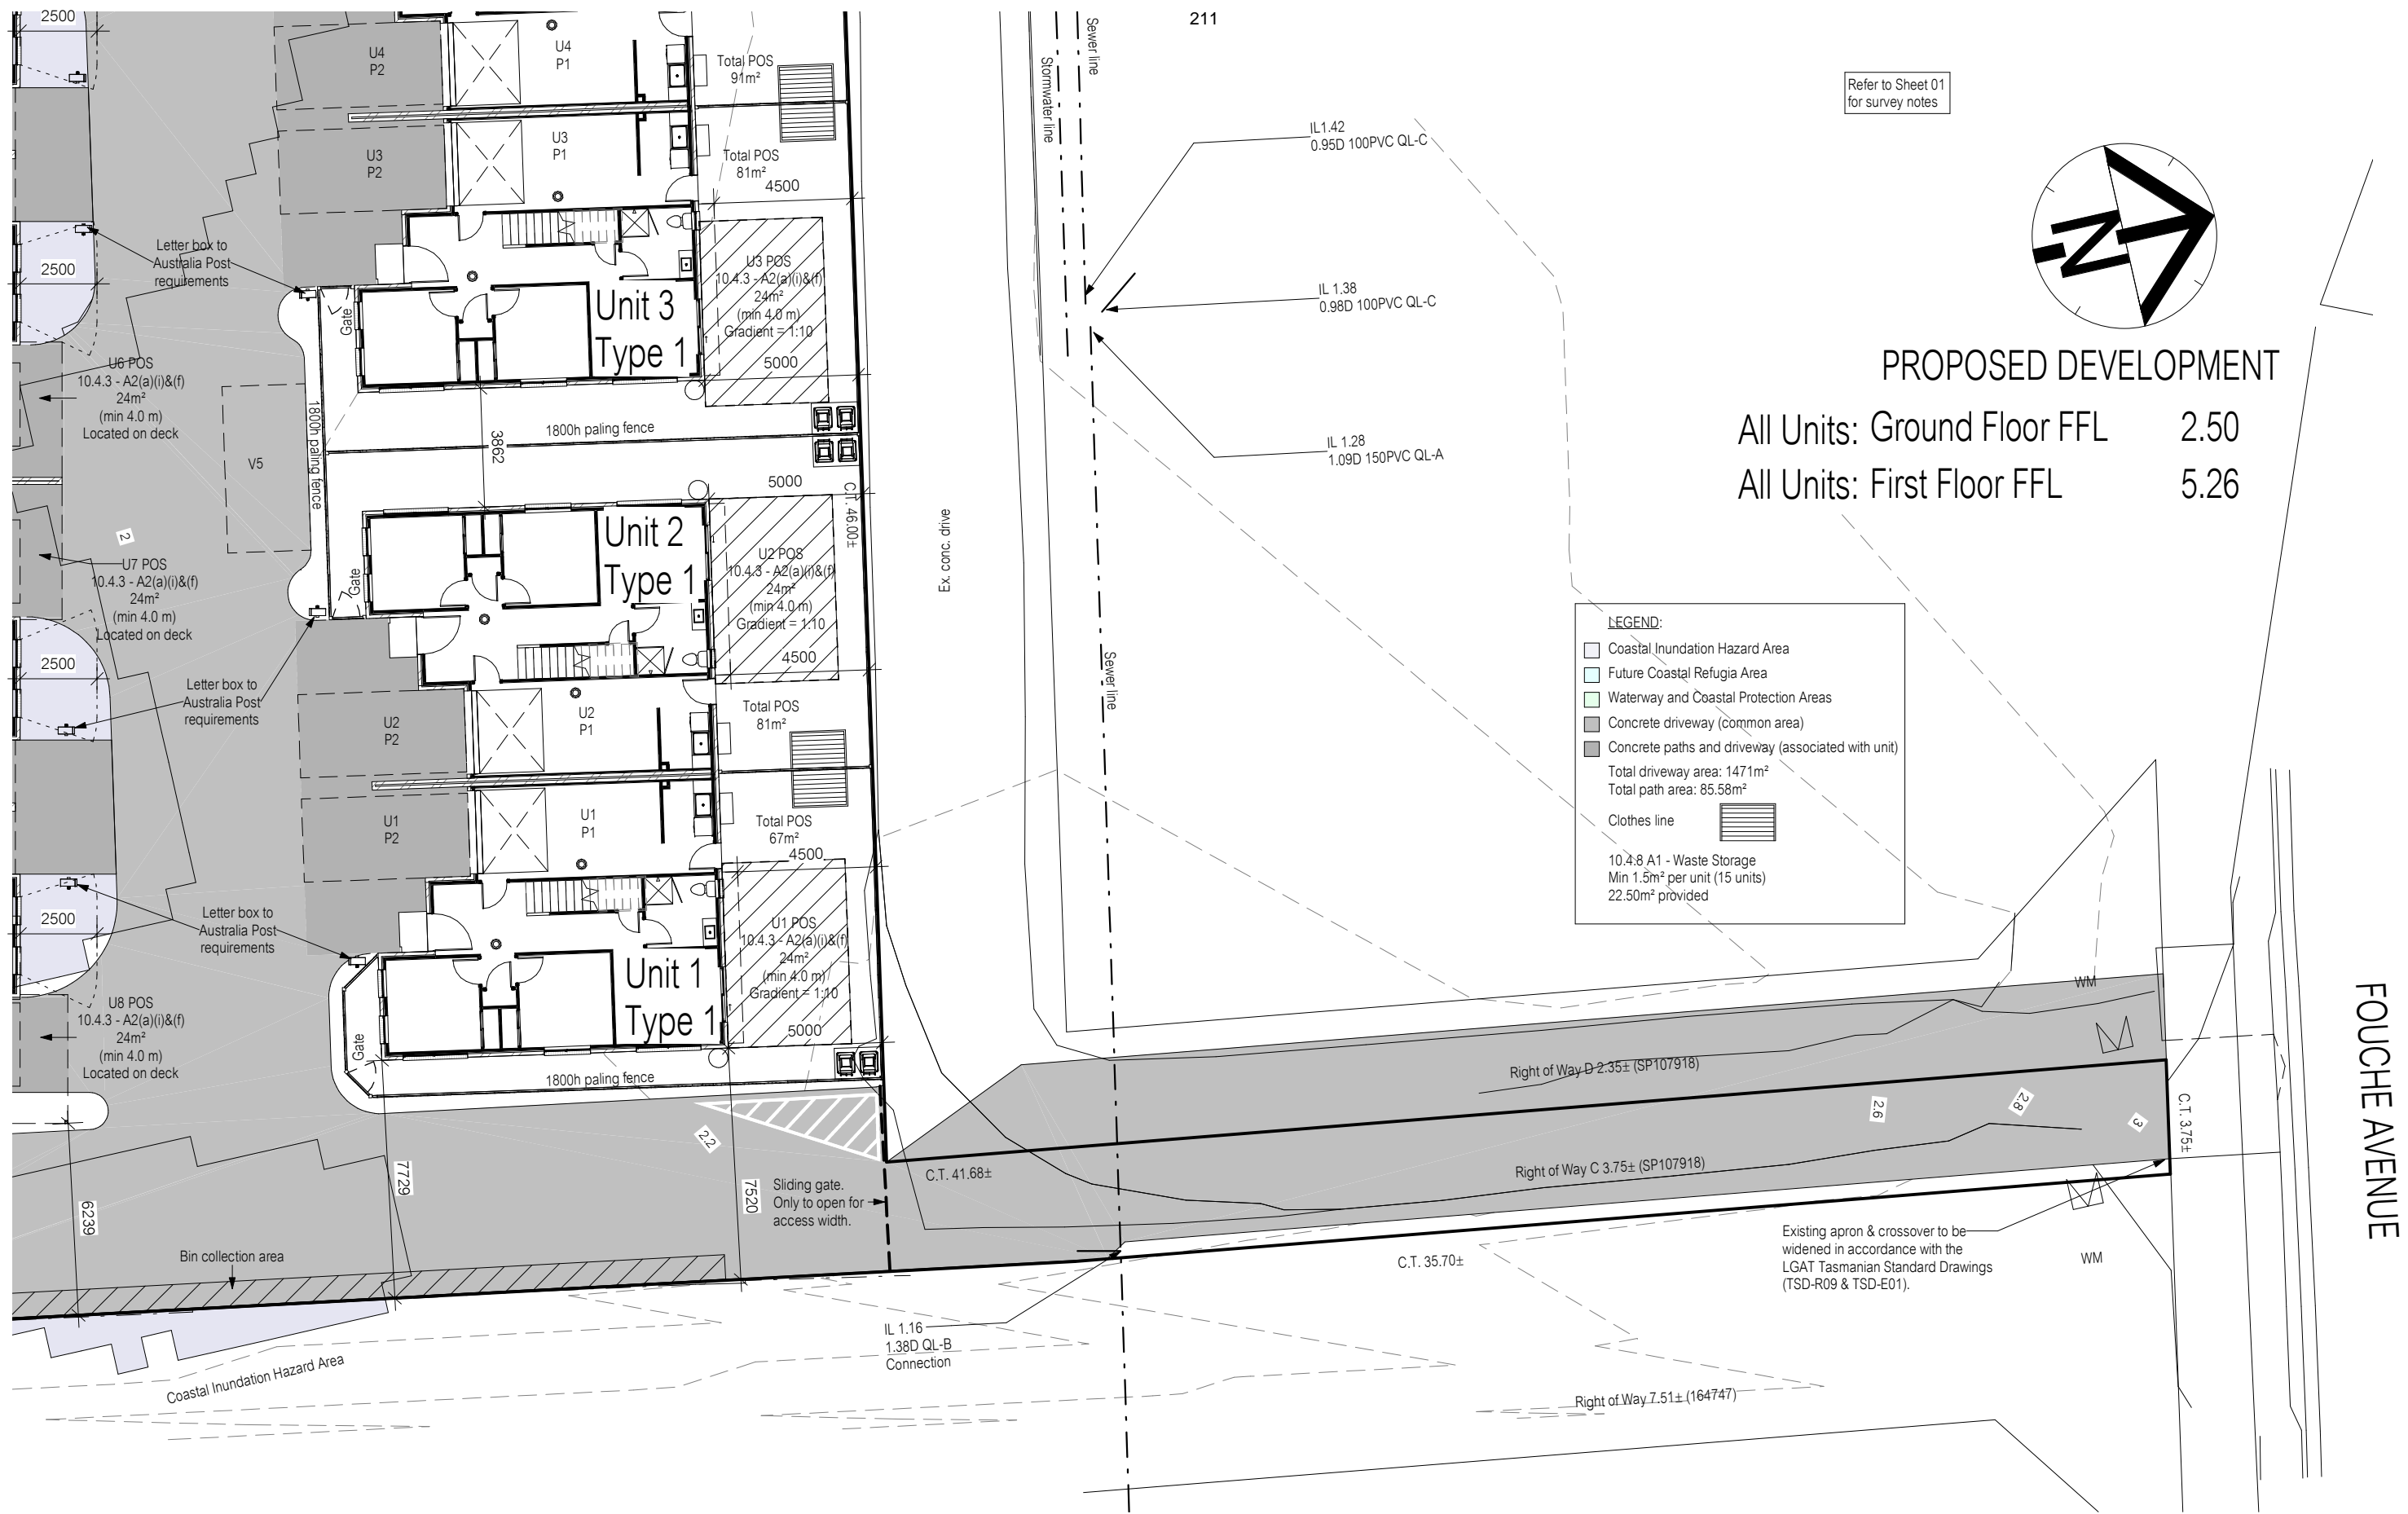 211
2500
U4
P2
U4
P1
Total POS
91m²
Sewer line
Stormwater line
Refer to Sheet 01
for survey notes
U3
P2
U3
P1
Total POS
81m²
4500
IL1.42
0.95D 100PVC QL-C
N
Letter box to
Australia Post
requirements
2500
Gate
Unit 3
Type 1
U3 POS
10.4.3 - A2(a)(i)&(f)
24m²
(min 4.0 m)
Gradient = 1:10
5000
IL 1.38
0.98D 100PVC QL-C
PROPOSED DEVELOPMENT
All Units: Ground Floor FFL 2.50
All Units: First Floor FFL 5.26
U6 POS
10.4.3 - A2(a)(i)&(f)
24m²
(min 4.0 m)
Located on deck
V5
1800h paling fence
1800h paling fence
3862
IL 1.28
1.09D 150PVC QL-A
5000
C.T. 46.00±
Ex. conc. drive
2
U7 POS
10.4.3 - A2(a)(i)&(f)
24m²
(min 4.0 m)
Located on deck
Gate
Unit 2
Type 1
U2 POS
10.4.3 - A2(a)(i)&(f)
24m²
(min 4.0 m)
Gradient = 1:10
4500
Sewer line
2500
Letter box to
Australia Post
requirements
U2
P2
U2
P1
Total POS
81m²
LEGEND:
Coastal Inundation Hazard Area
Future Coastal Refugia Area
Waterway and Coastal Protection Areas
Concrete driveway (common area)
Concrete paths and driveway (associated with unit)
Total driveway area: 1471m²
Total path area: 85.58m²
Clothes line
10.4.8 A1 - Waste Storage
Min 1.5m² per unit (15 units)
22.50m² provided
U1
P2
U1
P1
Total POS
67m²
4500
2500
Letter box to
Australia Post
requirements
Unit 1
Type 1
U1 POS
10.4.3 - A2(a)(i)&(f)
24m²
(min 4.0 m)
Gradient = 1:10
5000
U8 POS
10.4.3 - A2(a)(i)&(f)
24m²
(min 4.0 m)
Located on deck
Gate
1800h paling fence
WM
FOUCHE AVENUE
Right of Way D 2.35± (SP107918)
2.6
2.8
3
C.T. 3.75±
2.2
C.T. 41.68±
Right of Way C 3.75± (SP107918)
6239
7729
7520
Sliding gate.
Only to open for
access width.
Bin collection area
C.T. 35.70±
Existing apron & crossover to be
widened in accordance with the
LGAT Tasmanian Standard Drawings
(TSD-R09 & TSD-E01).
WM
IL 1.16
1.38D QL-B
Connection
Coastal Inundation Hazard Area
Right of Way 7.51± (164747)